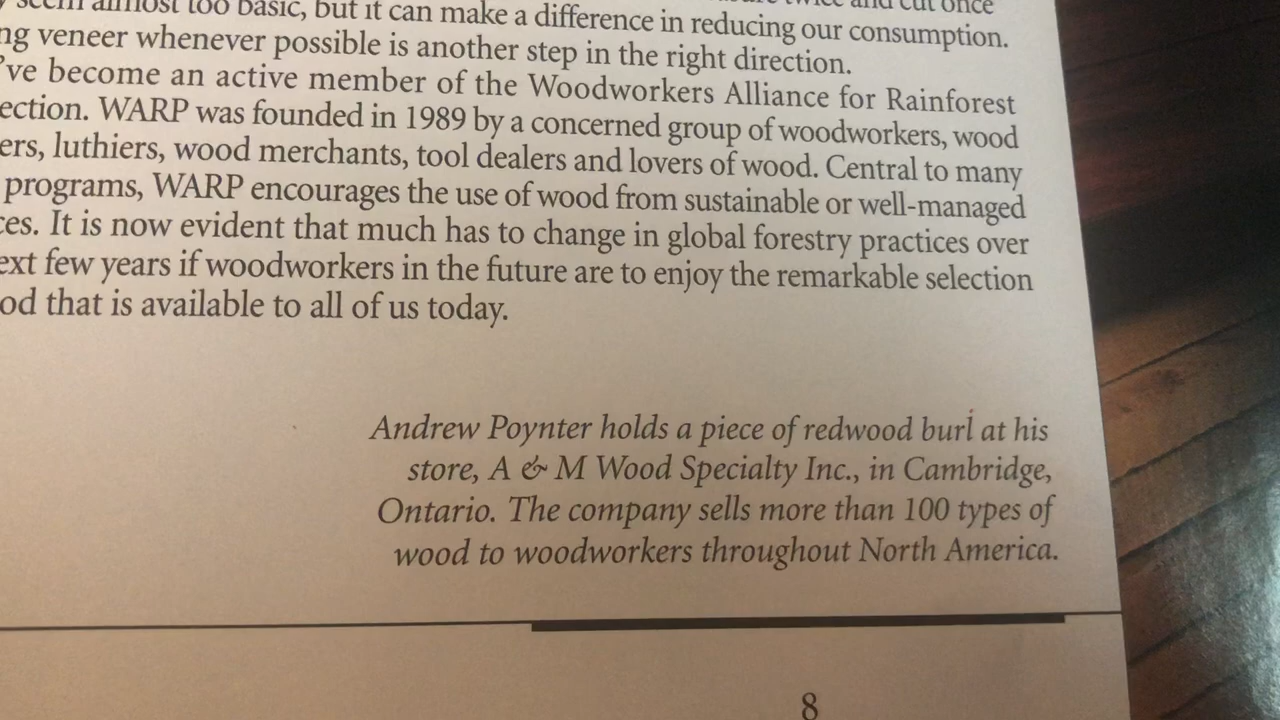 almost too basic, but it can make a difference in reducing our consumption.
ng veneer whenever possible is another step in the right direction.
've become an active member of the Woodworkers Alliance for Rainforest
ection. WARP was founded in 1989 by a concerned group of woodworkers, wood
ers, luthiers, wood merchants, tool dealers and lovers of wood. Central to many
programs, WARP encourages the use of wood from sustainable or well-managed
ces. It is now evident that much has to change in global forestry practices over
ext few years if woodworkers in the future are to enjoy the remarkable selection
od that is available to all of us today.
Andrew Poynter holds a piece of redwood burl at his
store, A & M Wood Specialty Inc., in Cambridge,
Ontario. The company sells more than 100 types of
wood to woodworkers throughout North America.
8